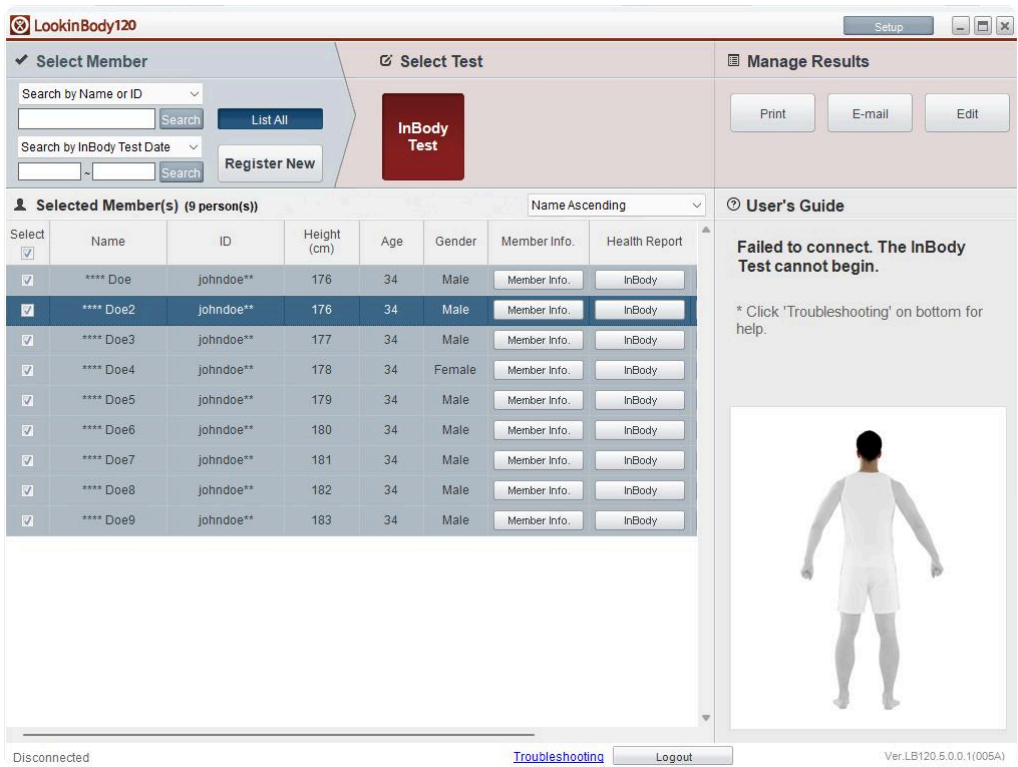 LookinBody120
Setup
Select Member
Select Test
Manage Results
Search by Name or ID
Search
List All
Search by InBody Test Date
~
Search
Register New
InBody
Test
Print
E-mail
Edit
Selected Member(s) (9 person(s))
Name Ascending
User's Guide
Select
Name
ID
Height
(cm)
Age
Gender
Member Info.
Health Report
**** Doe johndoe** 176 34 Male Member Info. InBody
**** Doe2 johndoe** 176 34 Male Member Info. InBody
**** Doe3 johndoe** 177 34 Male Member Info. InBody
**** Doe4 johndoe** 178 34 Female Member Info. InBody
**** Doe5 johndoe** 179 34 Male Member Info. InBody
**** Doe6 johndoe** 180 34 Male Member Info. InBody
**** Doe7 johndoe** 181 34 Male Member Info. InBody
**** Doe8 johndoe** 182 34 Male Member Info. InBody
**** Doe9 johndoe** 183 34 Male Member Info. InBody
Failed to connect. The InBody
Test cannot begin.
* Click 'Troubleshooting' on bottom for
help.
Disconnected
Troubleshooting
Logout
Ver.LB120.5.0.0.1(005A)